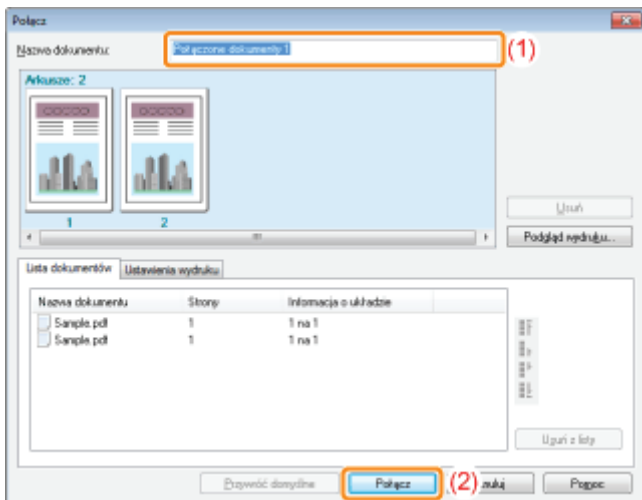 Połącz
Nazwa dokumentu:
Połączone dokumenty 1
(1)
Arkusze: 2
1
2
Usuń
Podgląd wydruku...
Lista dokumentów
Ustawienia wydruku
Nazwa dokumentu Strony Informacja o układzie
Sample.pdf 1 1 na 1
Sample.pdf 1 1 na 1
Usuń z listy
Przywróć domyślne
Połącz
(2)
nuluj
Pomoc